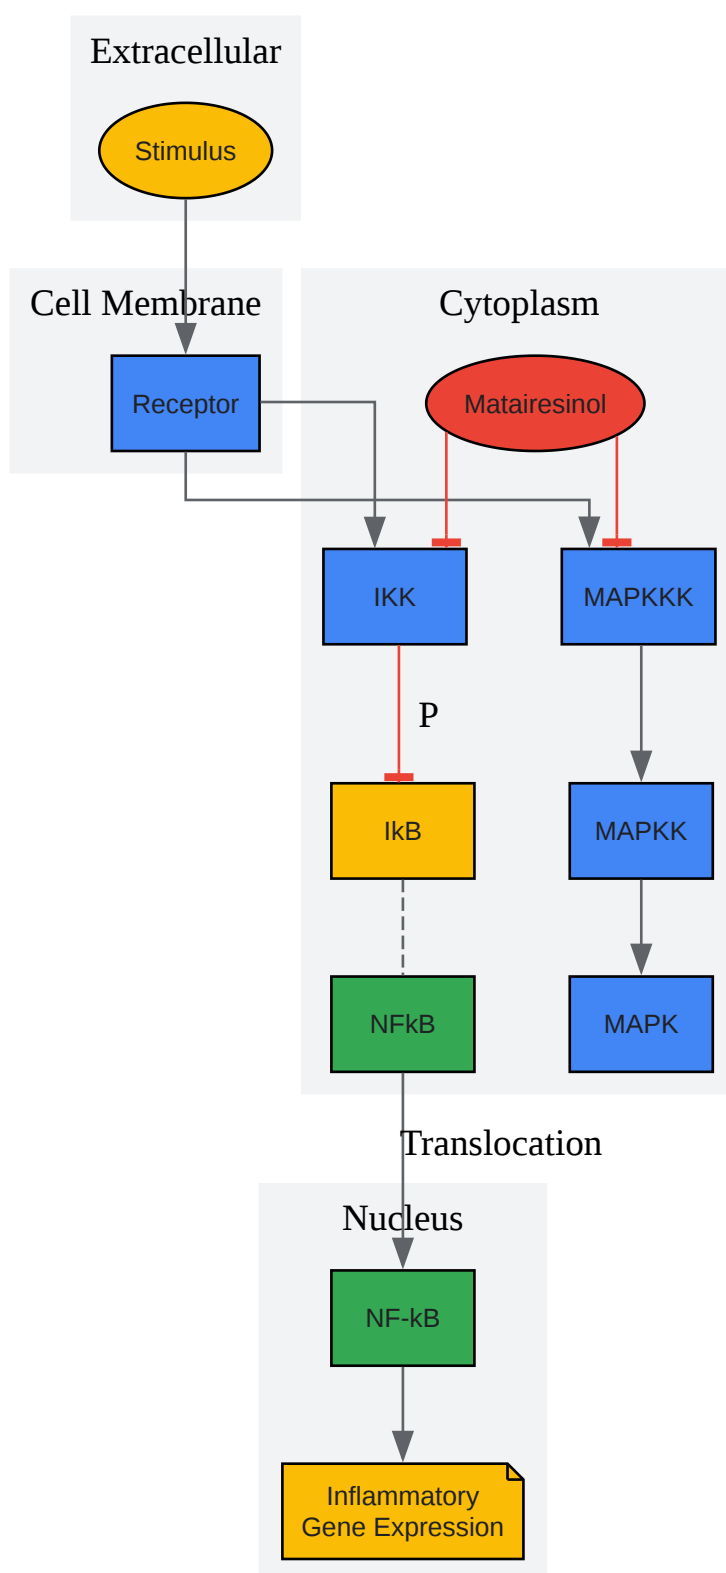 Extracellular
Stimulus
Cell Membrane
Cytoplasm
Receptor
Matairesinol
IKK
MAPKKK
P
IkB
MAPKK
NFkB
MAPK
Translocation
Nucleus
NF-kB
Inflammatory
Gene Expression